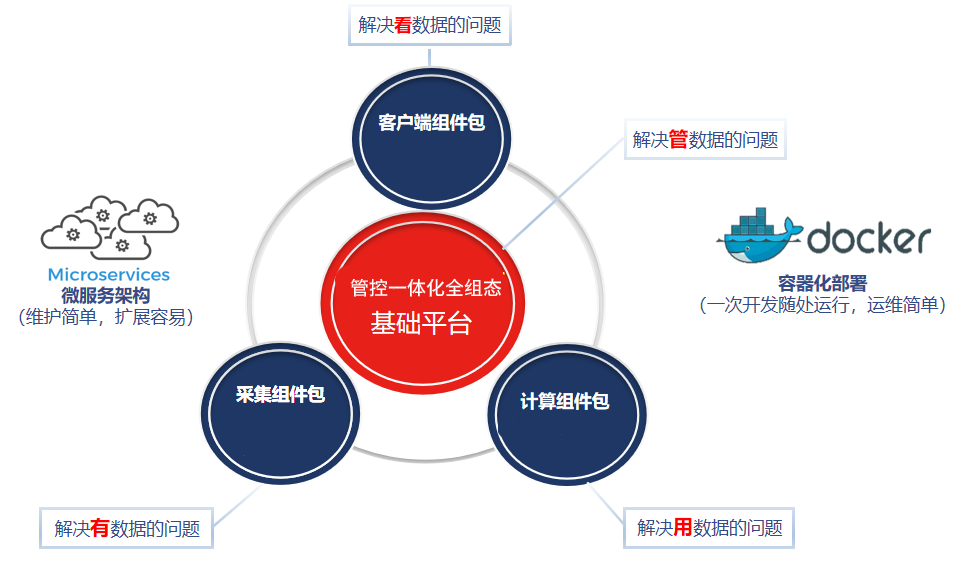 解决看数据的问题
客户端组件包
解决管数据的问题
Microservices
微服务架构
（维护简单，扩展容易）
docker
容器化部署
（一次开发随处运行，运维简单）
管控一体化全组态
基础平台
采集组件包
计算组件包
解决有数据的问题
解决用数据的问题